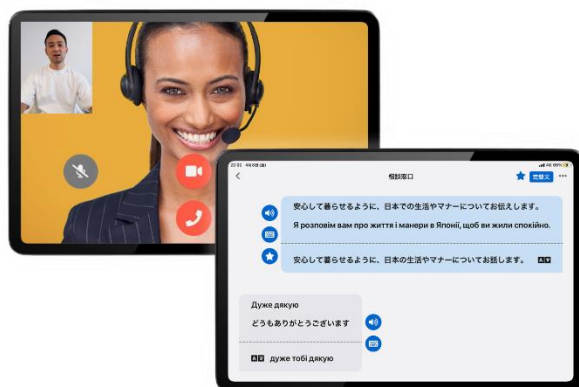 相談窓口
定型文
安心して暮らせるように、日本での生活やマナーについてお伝えします。
Я розповім вам про життя і манери в Японії, щоб ви жили спокійно.
安心して暮らせるように、日本の生活やマナーについてお話します。
Дуже дякую
どうもありがとうございます
дуже тобі дякую